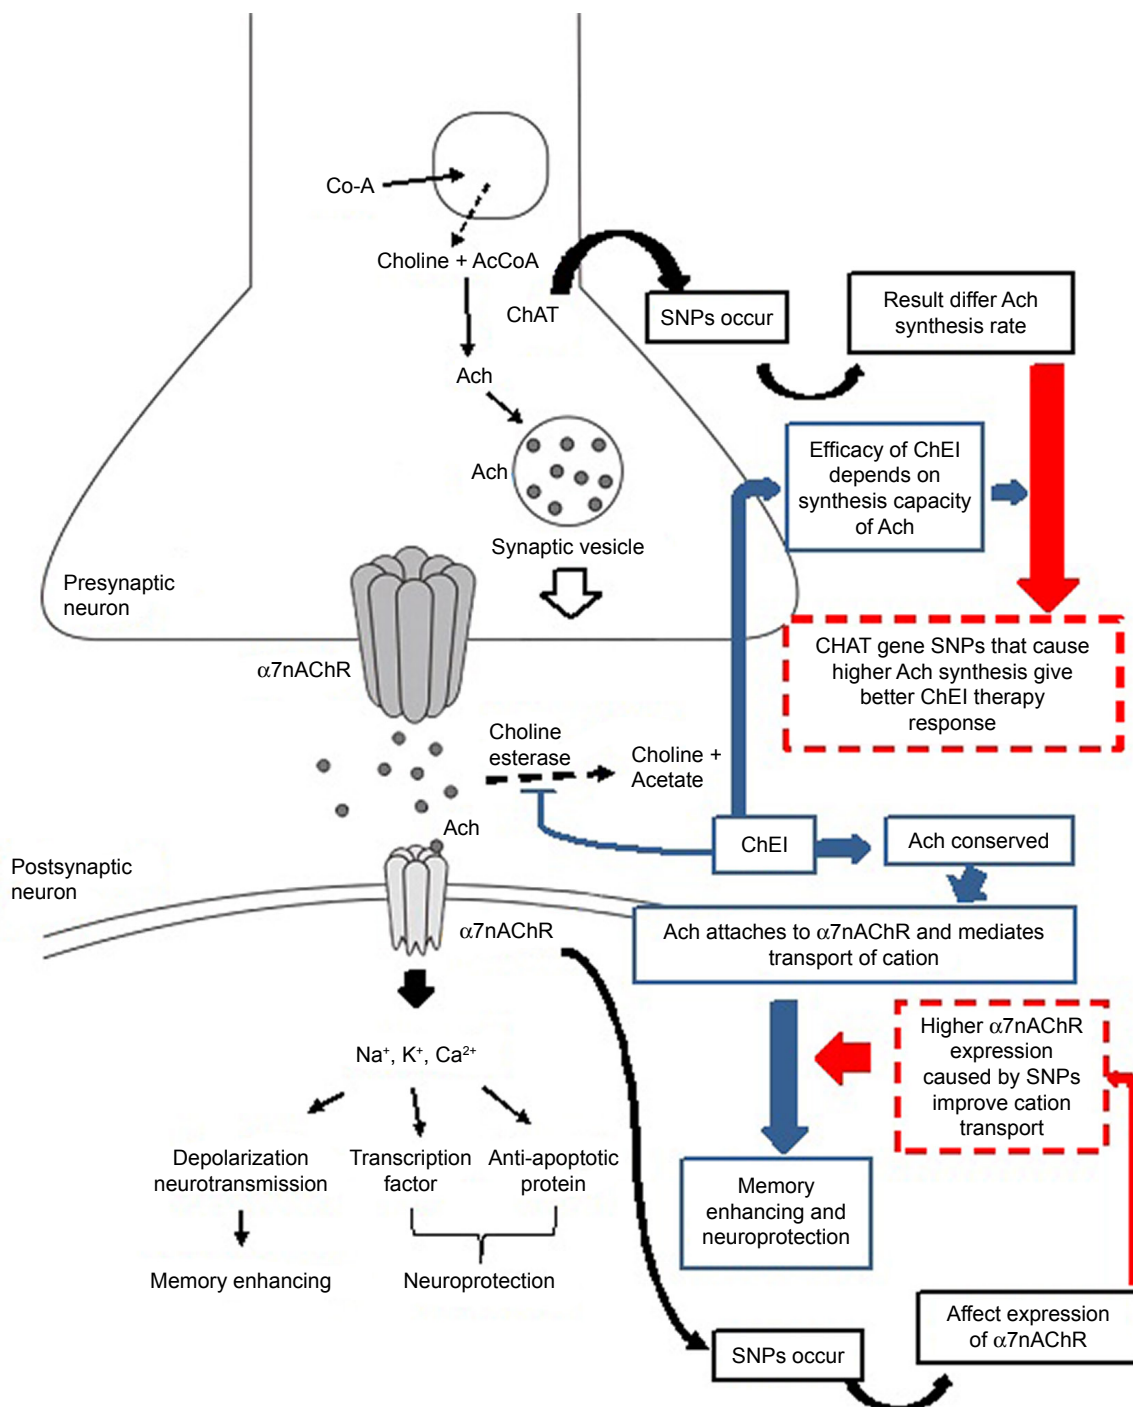 Co-A
Choline + AcCoA
ChAT
SNPs occur
Result differ Ach
synthesis rate
Ach
Efficacy of ChEI
depends on
synthesis capacity
of Ach
Ach
Synaptic vesicle
Presynaptic
neuron
α7nAChR
CHAT gene SNPs that cause
higher Ach synthesis give
better ChEI therapy
response
Choline
esterase
Choline +
Acetate
Ach
ChEI
Ach conserved
Postsynaptic
neuron
α7nAChR
Ach attaches to α7nAChR and mediates
transport of cation
Higher α7nAChR
expression
caused by SNPs
improve cation
transport
Na⁺, K⁺, Ca²⁺
Depolarization
neurotransmission
Transcription
factor
Anti-apoptotic
protein
Memory
enhancing and
neuroprotection
Memory enhancing
Neuroprotection
Affect expression
of α7nAChR
SNPs occur